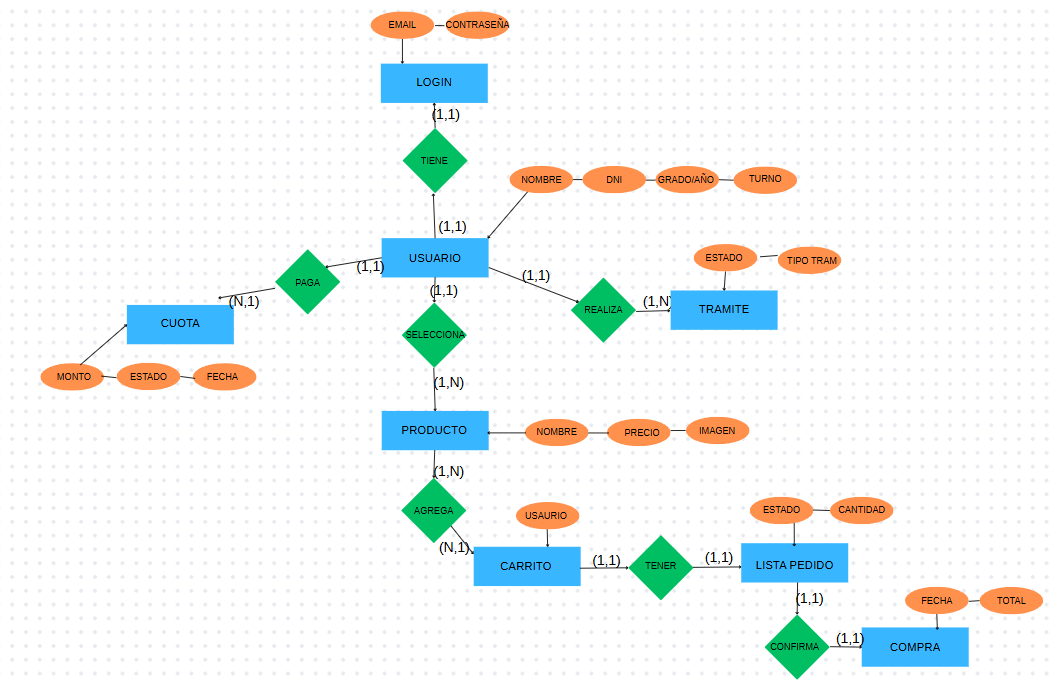 EMAIL
CONTRASEÑA
LOGIN
(1,1)
TIENE
NOMBRE
DNI
GRADO/AÑO
TURNO
(1,1)
USUARIO
ESTADO
TIPO TRAM
(1,1)
(1,1)
PAGA
(1,1)
(N,1)
REALIZA
(1,N)
TRAMITE
CUOTA
SELECCIONA
MONTO
ESTADO
FECHA
(1,N)
PRODUCTO
NOMBRE
PRECIO
IMAGEN
(1,N)
AGREGA
USAURIO
ESTADO
CANTIDAD
(N,1)
CARRITO
(1,1)
TENER
(1,1)
LISTA PEDIDO
(1,1)
FECHA
TOTAL
CONFIRMA
(1,1)
COMPRA